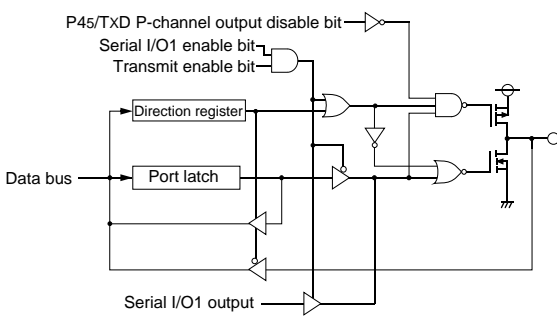 P45/TXD P-channel output disable bit
Serial I/O1 enable bit
Transmit enable bit
Direction register
Data bus
Port latch
Serial I/O1 output